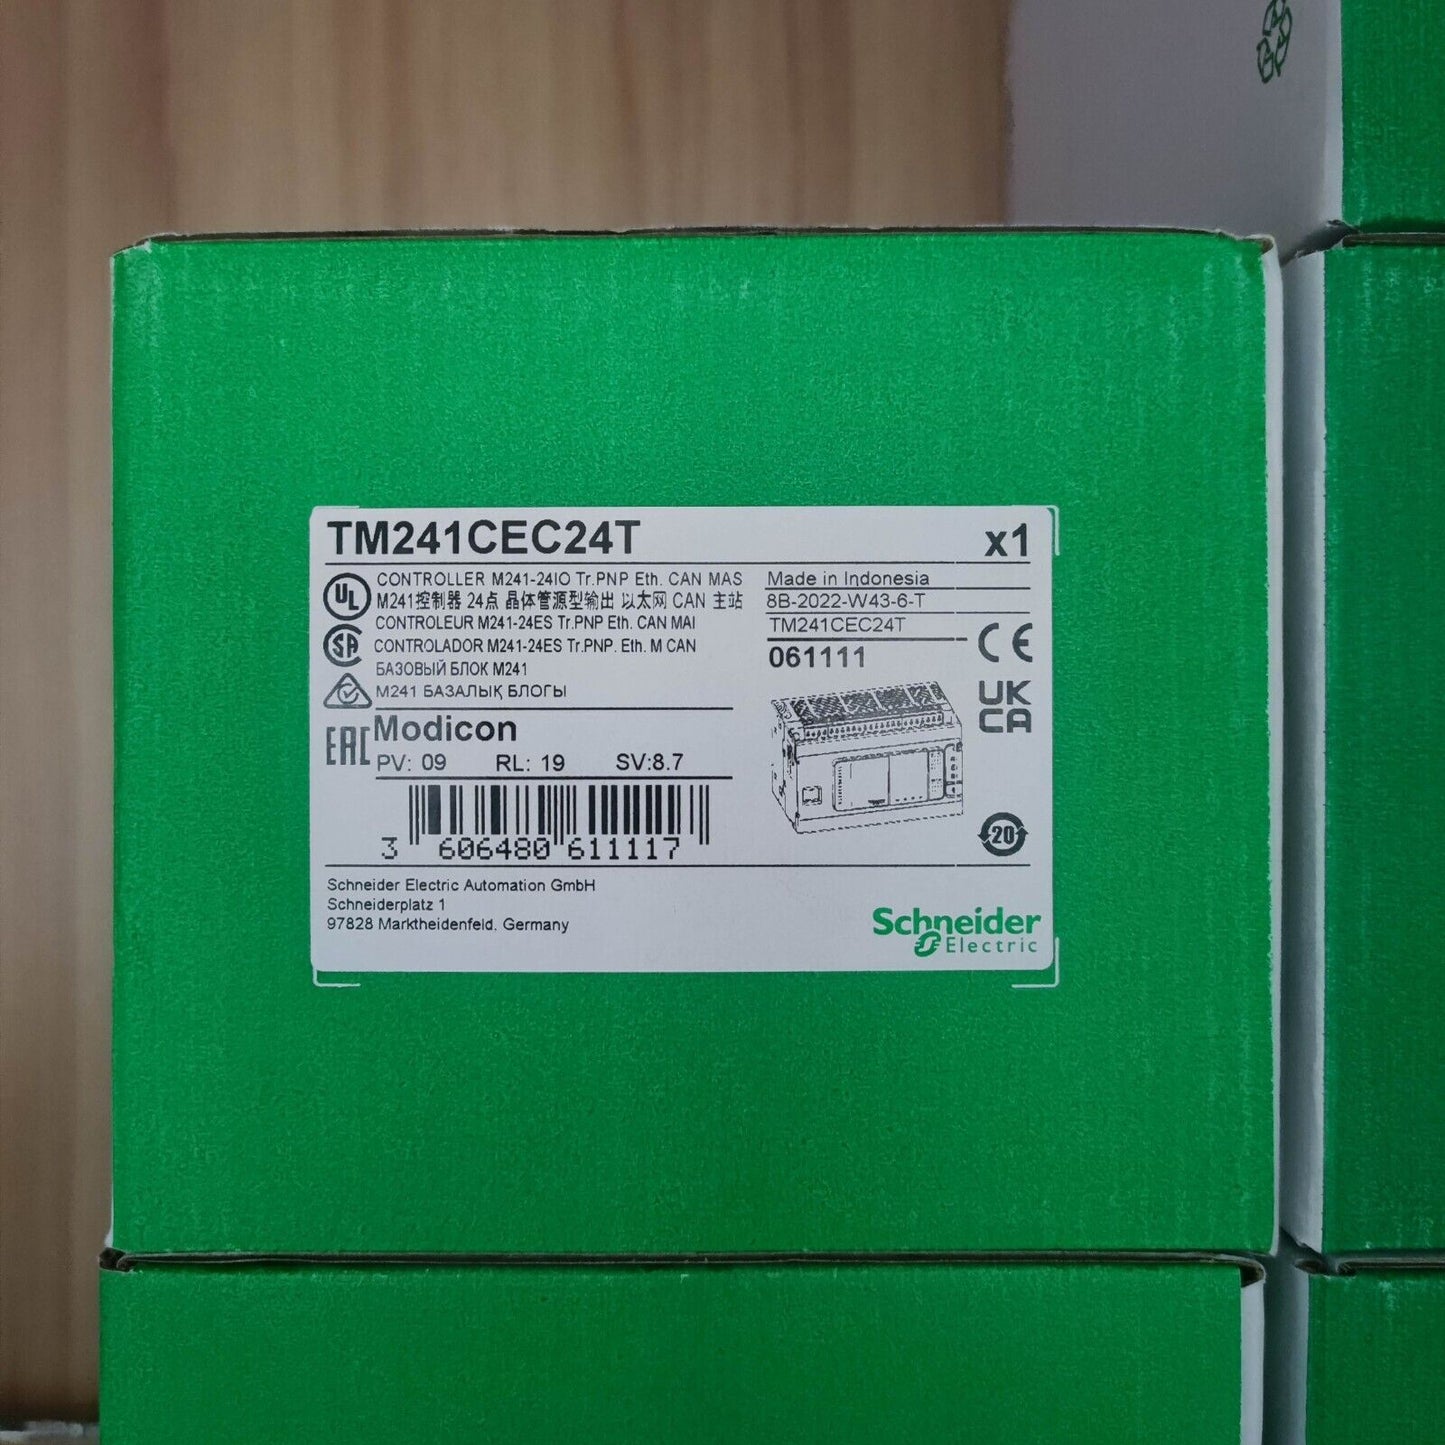 TM241CEC24T x1
CONTROLLER M241-24IO Tr.PNP Eth. CAN MAS
M241控制器 24点 晶体管源型输出 以太网 CAN 主站
CONTROLEUR M241-24ES Tr.PNP Eth. CAN MAI
CONTROLADOR M241-24ES Tr.PNP. Eth. M CAN
БАЗОВЫЙ БЛОК M241
M241 БАЗАЛЫҚ БЛОГЫ
UL
SA
EAC
Modicon
PV: 09 RL: 19 SV:8.7
3 606480 611117
Made in Indonesia
8B-2022-W43-6-T
TM241CEC24T
061111
CE
UK
CA
20
Schneider Electric Automation GmbH
Schneiderplatz 1
97828 Marktheidenfeld. Germany
Schneider
Electric